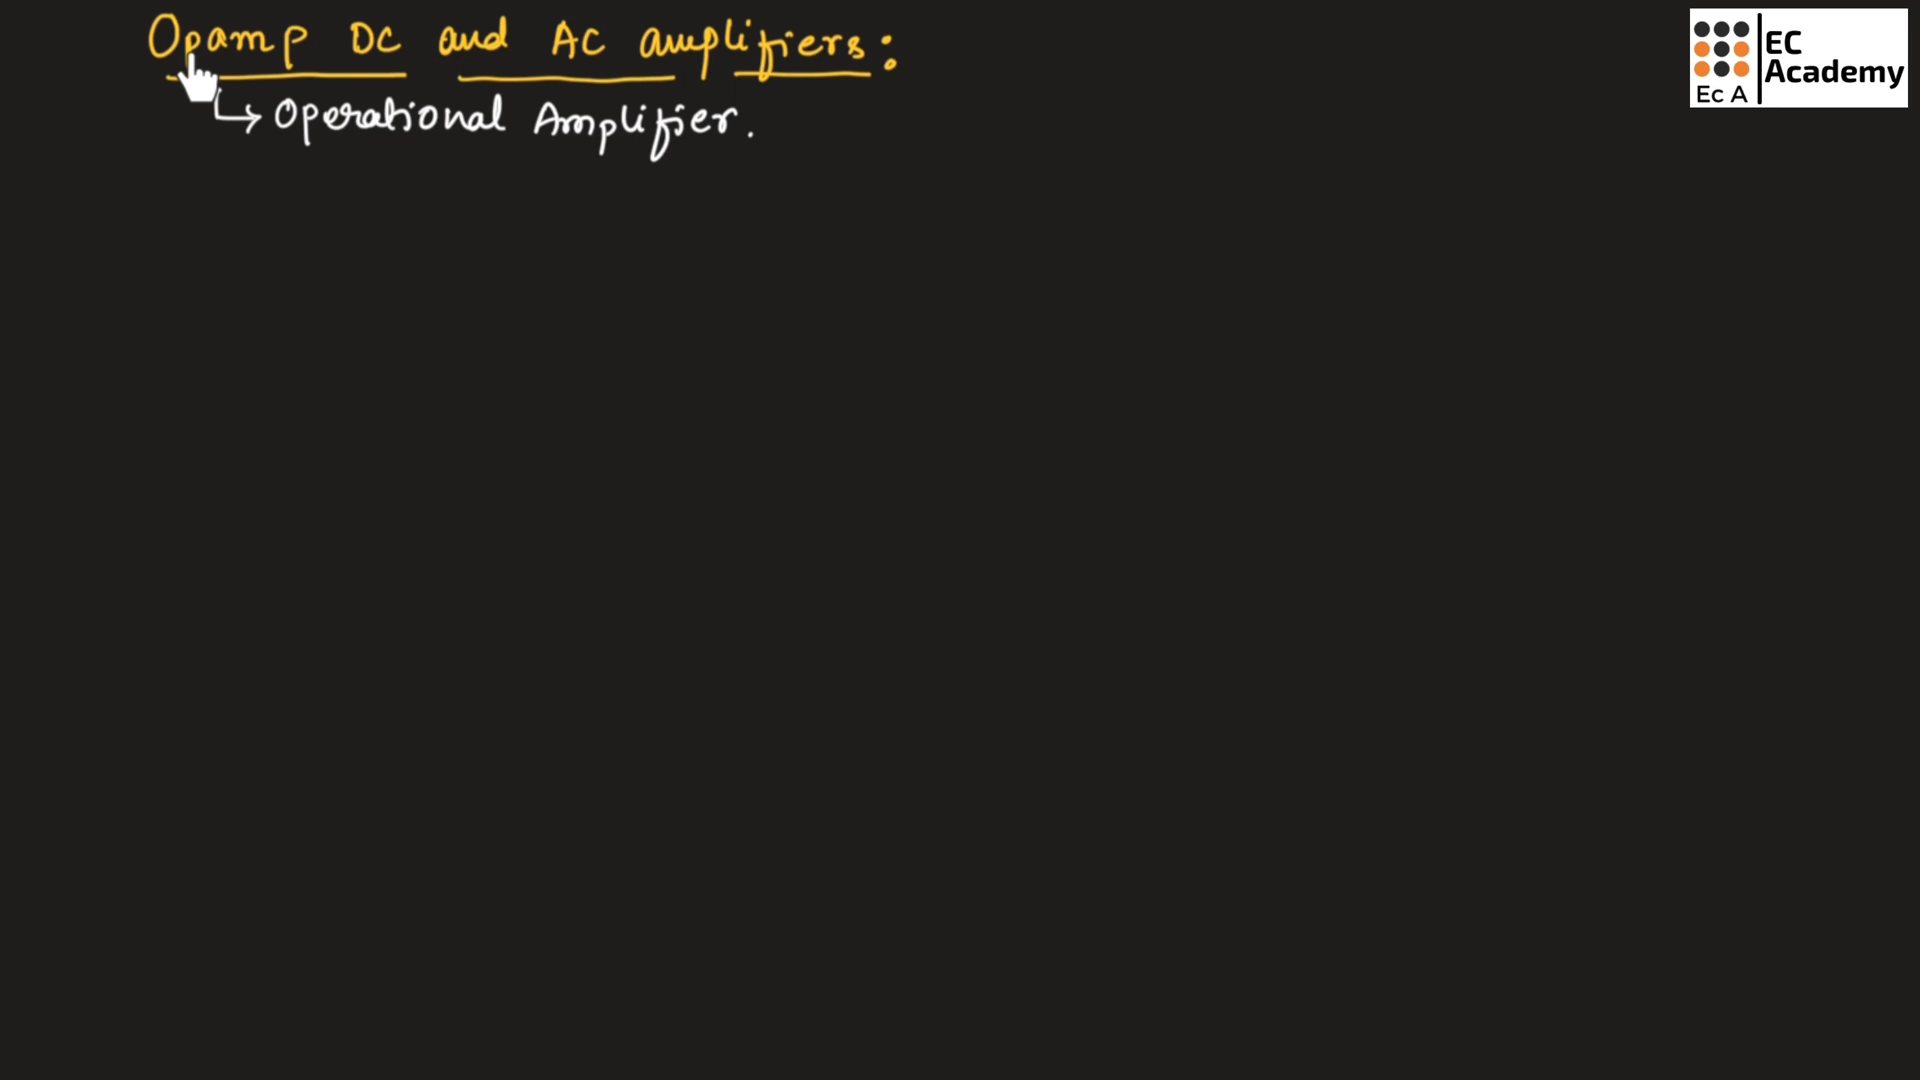 Opamp DC and AC amplifiers:
↳ Operational Amplifier.
EC
Academy
Ec A